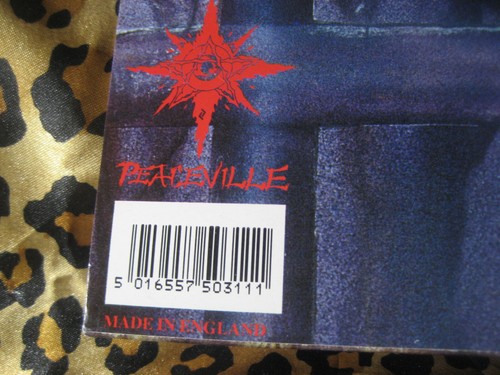 PEACEVILLE
5 016557 503111
MADE IN ENGLAND